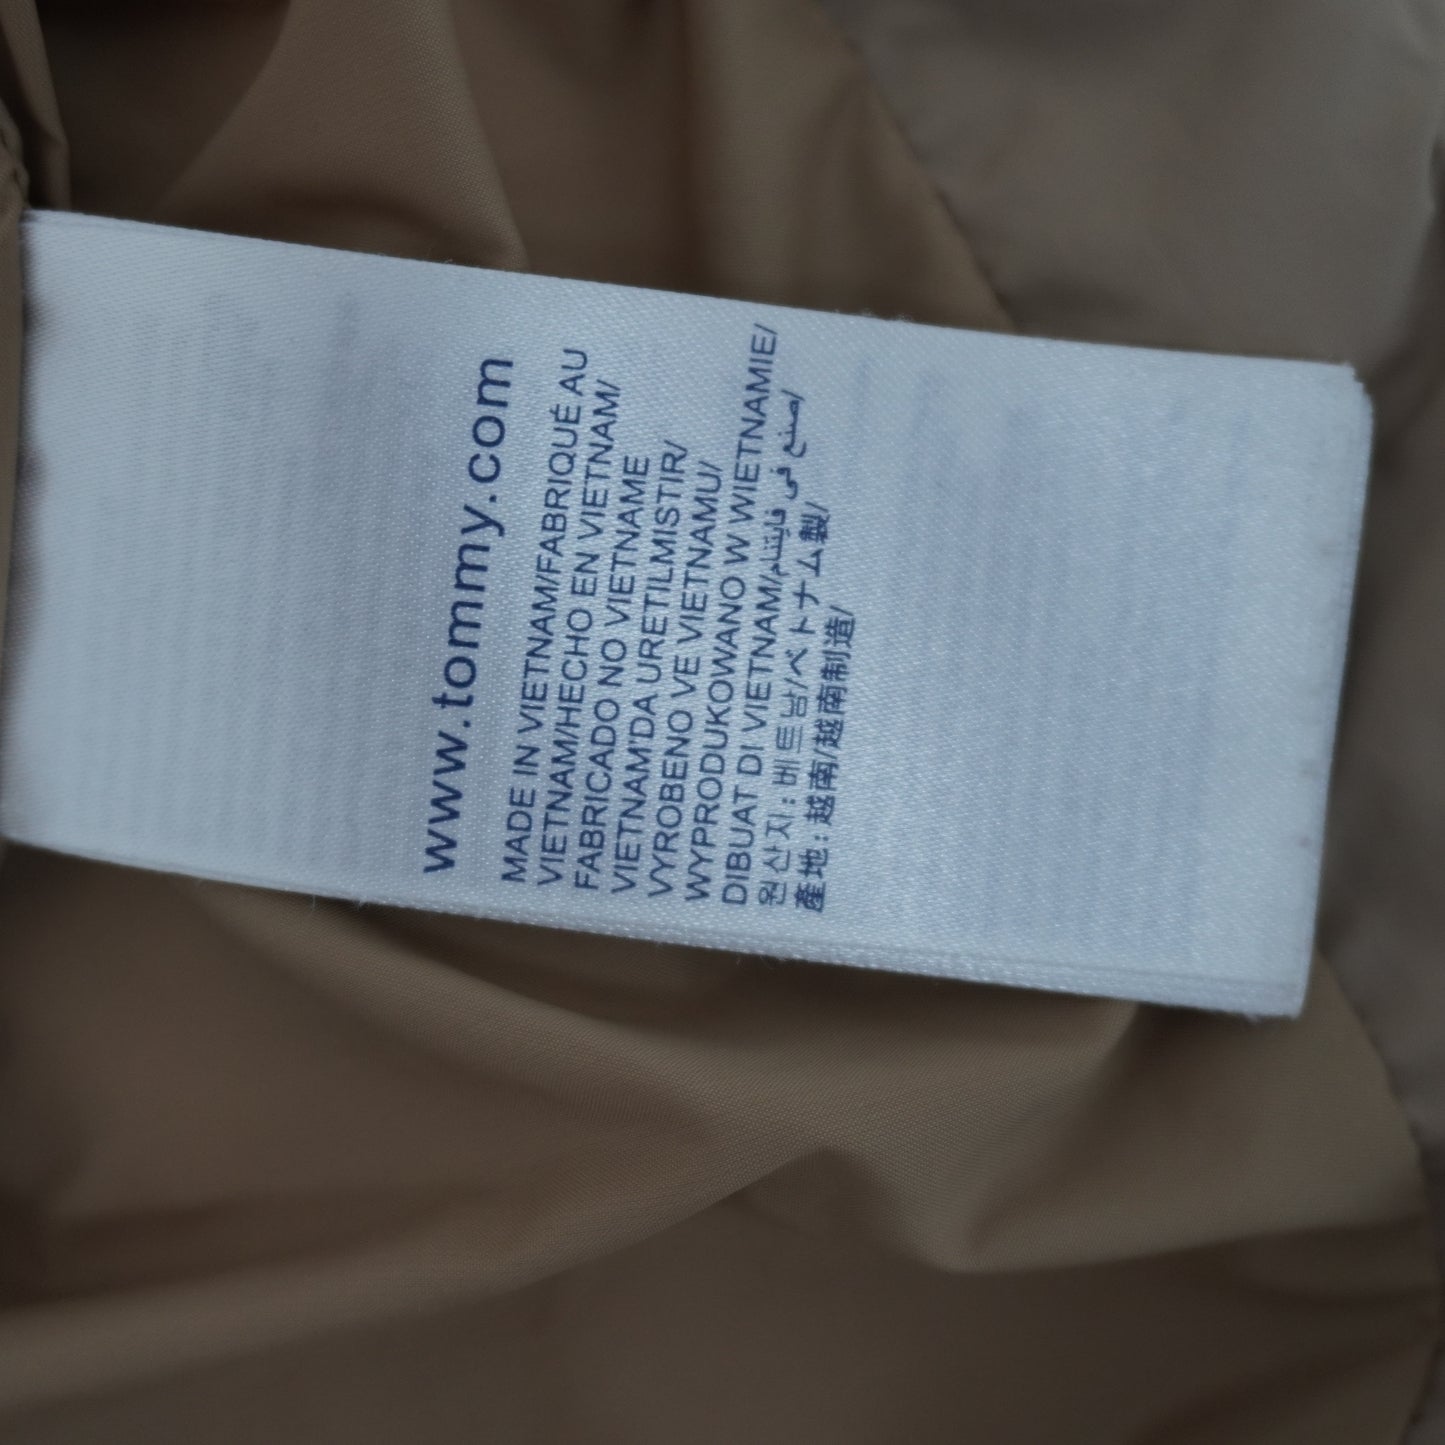 www.tommy.com
MADE IN VIETNAM/FABRIQUÉ AU
VIETNAM/HECHO EN VIETNAM/
FABRICADO NO VIETNAME
VIETNAM'DA URETILMISTIR/
VYROBENO VE VIETNAMU/
WYPRODUKOWANO W WIETNAMIE/
DIBUAT DI VIETNAM/صنع في فايتنام/
원산지: 베트남/ベトナム製/
產地: 越南/越南制造/